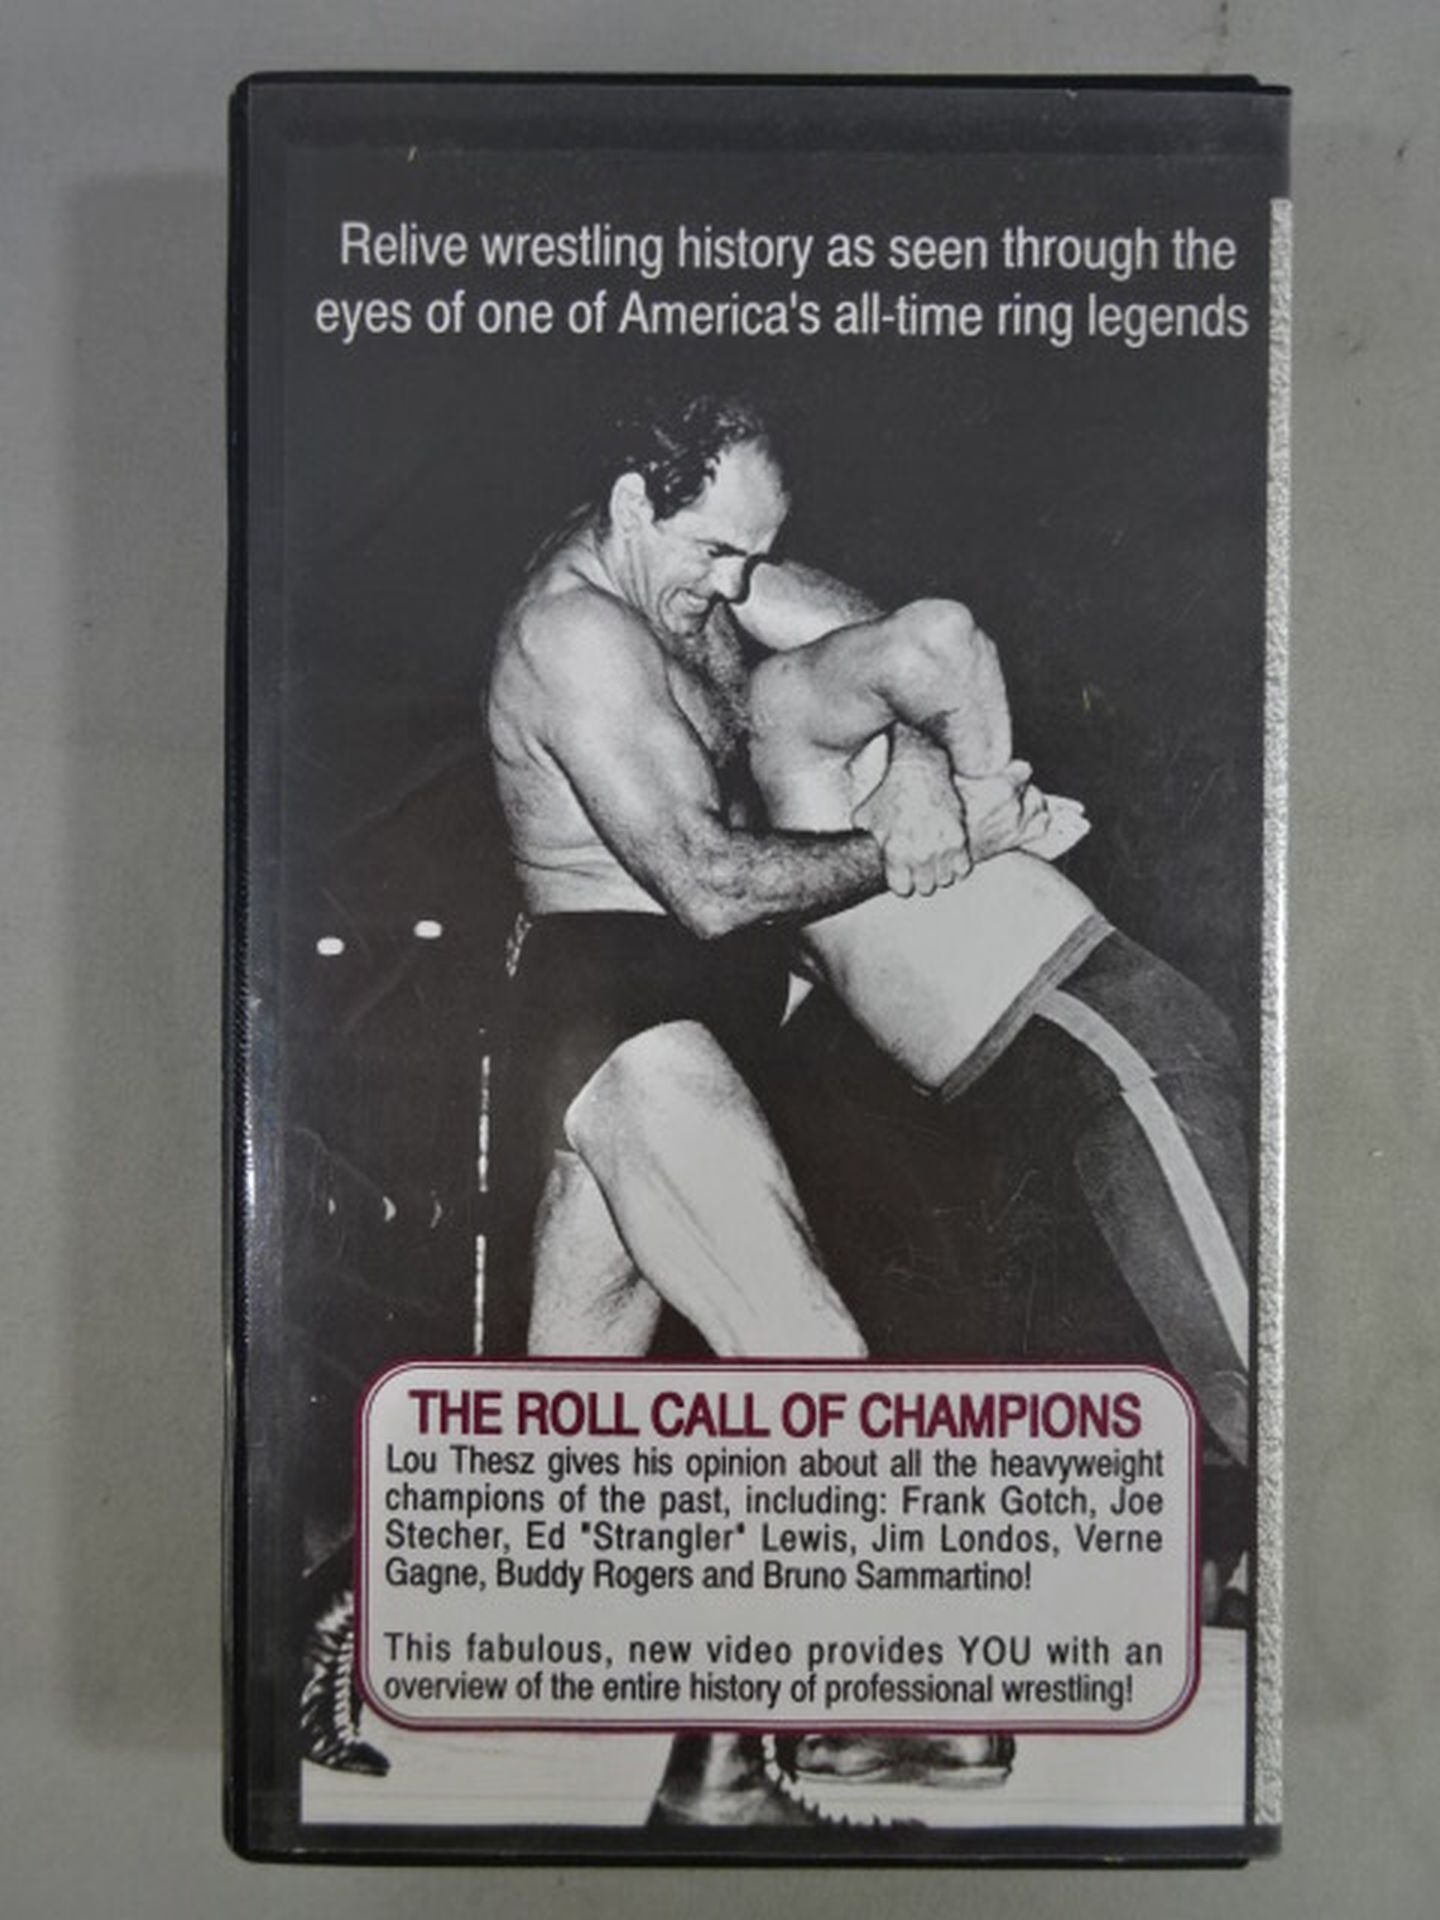 Relive wrestling history as seen through the
eyes of one of America's all-time ring legends
THE ROLL CALL OF CHAMPIONS
Lou Thesz gives his opinion about all the heavyweight
champions of the past, including: Frank Gotch, Joe
Stecher, Ed "Strangler" Lewis, Jim Londos, Verne
Gagne, Buddy Rogers and Bruno Sammartino!
This fabulous, new video provides YOU with an
overview of the entire history of professional wrestling!